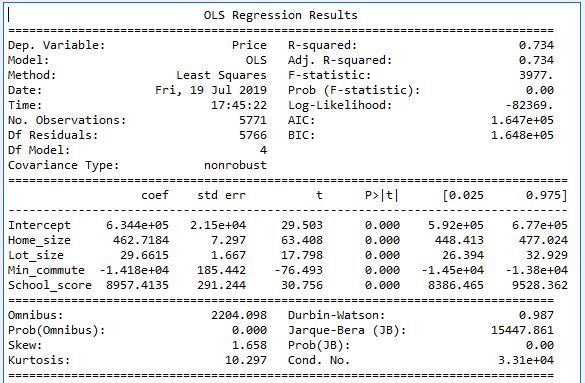 OLS Regression Results
==============================================================================
Dep. Variable: Price R-squared: 0.734
Model: OLS Adj. R-squared: 0.734
Method: Least Squares F-statistic: 3977.
Date: Fri, 19 Jul 2019 Prob (F-statistic): 0.00
Time: 17:45:22 Log-Likelihood: -82369.
No. Observations: 5771 AIC: 1.647e+05
Df Residuals: 5766 BIC: 1.648e+05
Df Model: 4
Covariance Type: nonrobust
==============================================================================
coef std err t P>|t| [0.025 0.975]
------------------------------------------------------------------------------
Intercept 6.344e+05 2.15e+04 29.503 0.000 5.92e+05 6.77e+05
Home_size 462.7184 7.297 63.408 0.000 448.413 477.024
Lot_size 29.6615 1.667 17.798 0.000 26.394 32.929
Min_commute -1.418e+04 185.442 -76.493 0.000 -1.45e+04 -1.38e+04
School_score 8957.4135 291.244 30.756 0.000 8386.465 9528.362
==============================================================================
Omnibus: 2204.098 Durbin-Watson: 0.987
Prob(Omnibus): 0.000 Jarque-Bera (JB): 15447.861
Skew: 1.658 Prob(JB): 0.00
Kurtosis: 10.297 Cond. No. 3.31e+04
==============================================================================